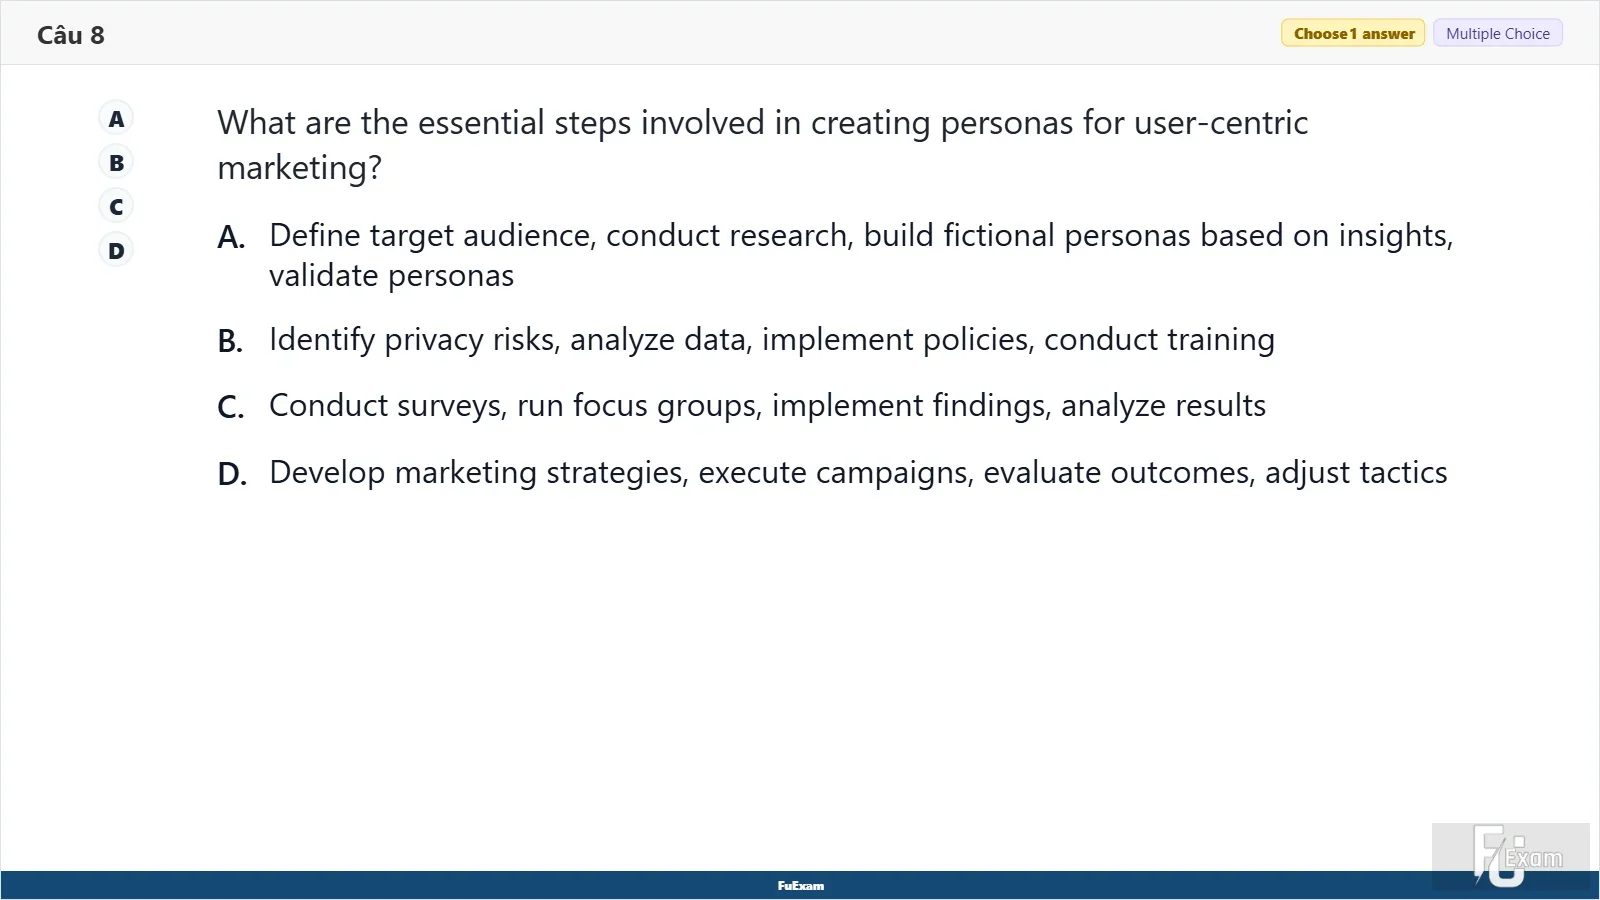 Câu 8
Choose 1 answer
Multiple Choice
A
B
C
D
What are the essential steps involved in creating personas for user-centric
marketing?
A. Define target audience, conduct research, build fictional personas based on insights,
validate personas
B. Identify privacy risks, analyze data, implement policies, conduct training
C. Conduct surveys, run focus groups, implement findings, analyze results
D. Develop marketing strategies, execute campaigns, evaluate outcomes, adjust tactics
FuExam
FU Exam